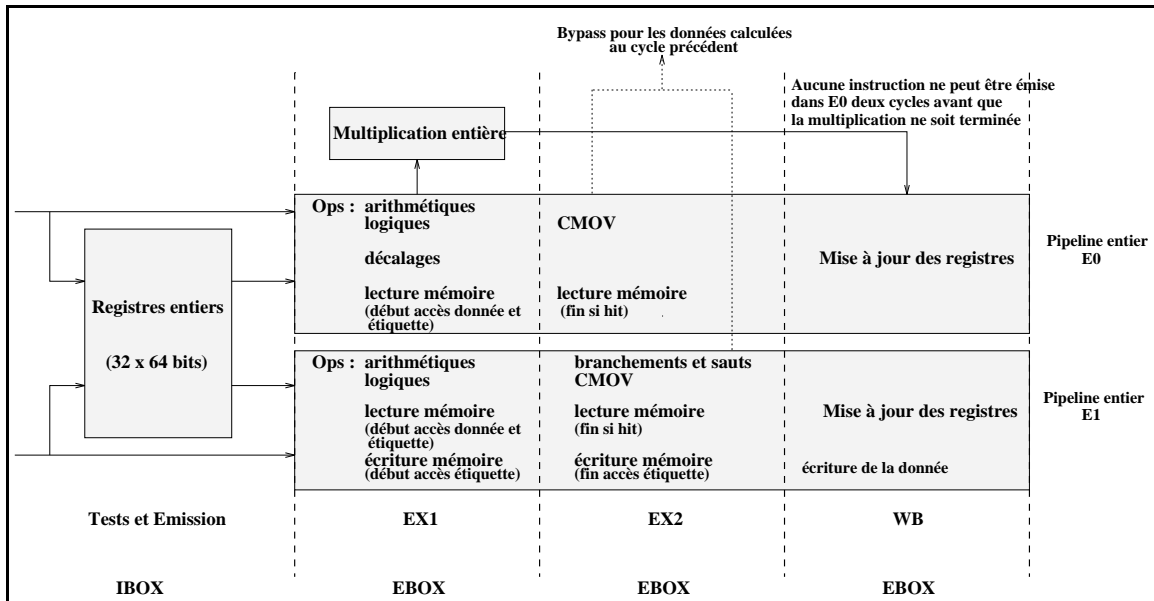 Bypass pour les données calculées
au cycle précédent
Aucune instruction ne peut être émise
dans E0 deux cycles avant que
la multiplication ne soit terminée
Multiplication entière
Ops : arithmétiques
logiques
CMOV
décalages
Mise à jour des registres
lecture mémoire
(début accès donnée et
étiquette)
lecture mémoire
(fin si hit)
Pipeline entier
E0
Registres entiers
(32 x 64 bits)
Ops : arithmétiques
logiques
branchements et sauts
CMOV
lecture mémoire
(début accès donnée et
étiquette)
lecture mémoire
(fin si hit)
Mise à jour des registres
écriture mémoire
(début accès étiquette)
écriture mémoire
(fin accès étiquette)
écriture de la donnée
Pipeline entier
E1
Tests et Emission
EX1
EX2
WB
IBOX
EBOX
EBOX
EBOX